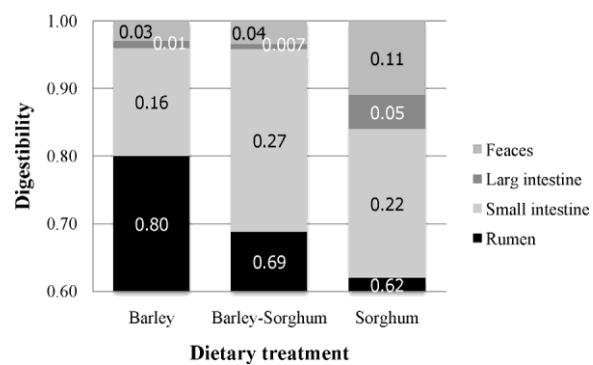 1.00
0.90
0.80
0.70
0.60
Digestibility
0.03
0.01
0.16
0.80
0.04
0.007
0.27
0.69
0.11
0.05
0.22
0.62
Barley
Barley-Sorghum
Sorghum
Dietary treatment
Feaces
Larg intestine
Small intestine
Rumen